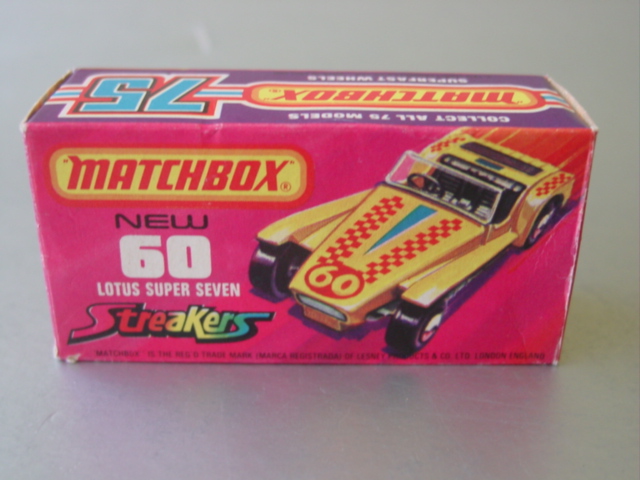 COLLECT ALL 75 MODELS
"MATCHBOX"®
75
SUPERFAST WHEELS
"MATCHBOX"®
NEW
60
LOTUS SUPER SEVEN
Streakers
60
MATCHBOX IS THE REG'D TRADE MARK (MARCA REGISTRADA) OF LESNEY PRODUCTS & CO. LTD. LONDON ENGLAND